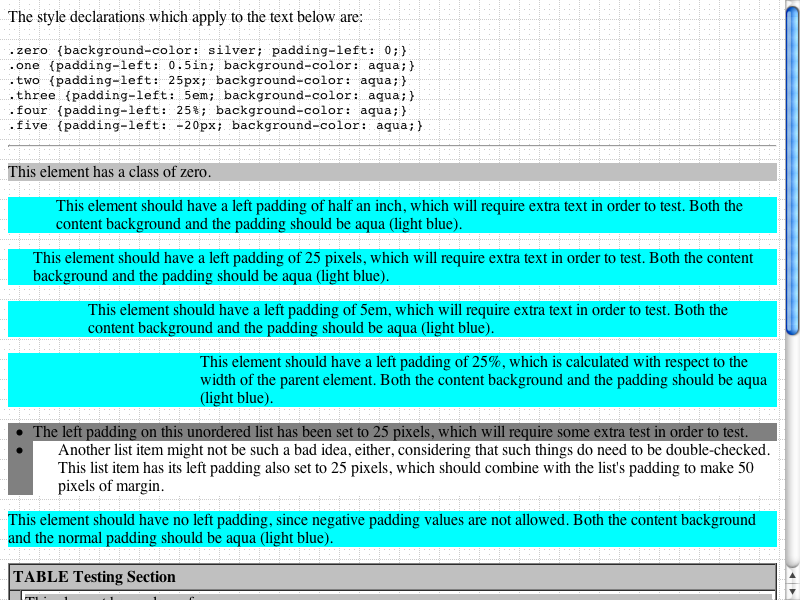 The style declarations which apply to the text below are:
.zero {background-color: silver; padding-left: 0;}
.one {padding-left: 0.5in; background-color: aqua;}
.two {padding-left: 25px; background-color: aqua;}
.three {padding-left: 5em; background-color: aqua;}
.four {padding-left: 25%; background-color: aqua;}
.five {padding-left: -20px; background-color: aqua;}
This element has a class of zero.
This element should have a left padding of half an inch, which will require extra text in order to test. Both the
content background and the padding should be aqua (light blue).
This element should have a left padding of 25 pixels, which will require extra text in order to test. Both the content
background and the padding should be aqua (light blue).
This element should have a left padding of 5em, which will require extra text in order to test. Both the
content background and the padding should be aqua (light blue).
This element should have a left padding of 25%, which is calculated with respect to the
width of the parent element. Both the content background and the padding should be aqua
(light blue).
• The left padding on this unordered list has been set to 25 pixels, which will require some extra test in order to test.
• Another list item might not be such a bad idea, either, considering that such things do need to be double-checked.
This list item has its left padding also set to 25 pixels, which should combine with the list's padding to make 50
pixels of margin.
This element should have no left padding, since negative padding values are not allowed. Both the content background
and the normal padding should be aqua (light blue).
TABLE Testing Section